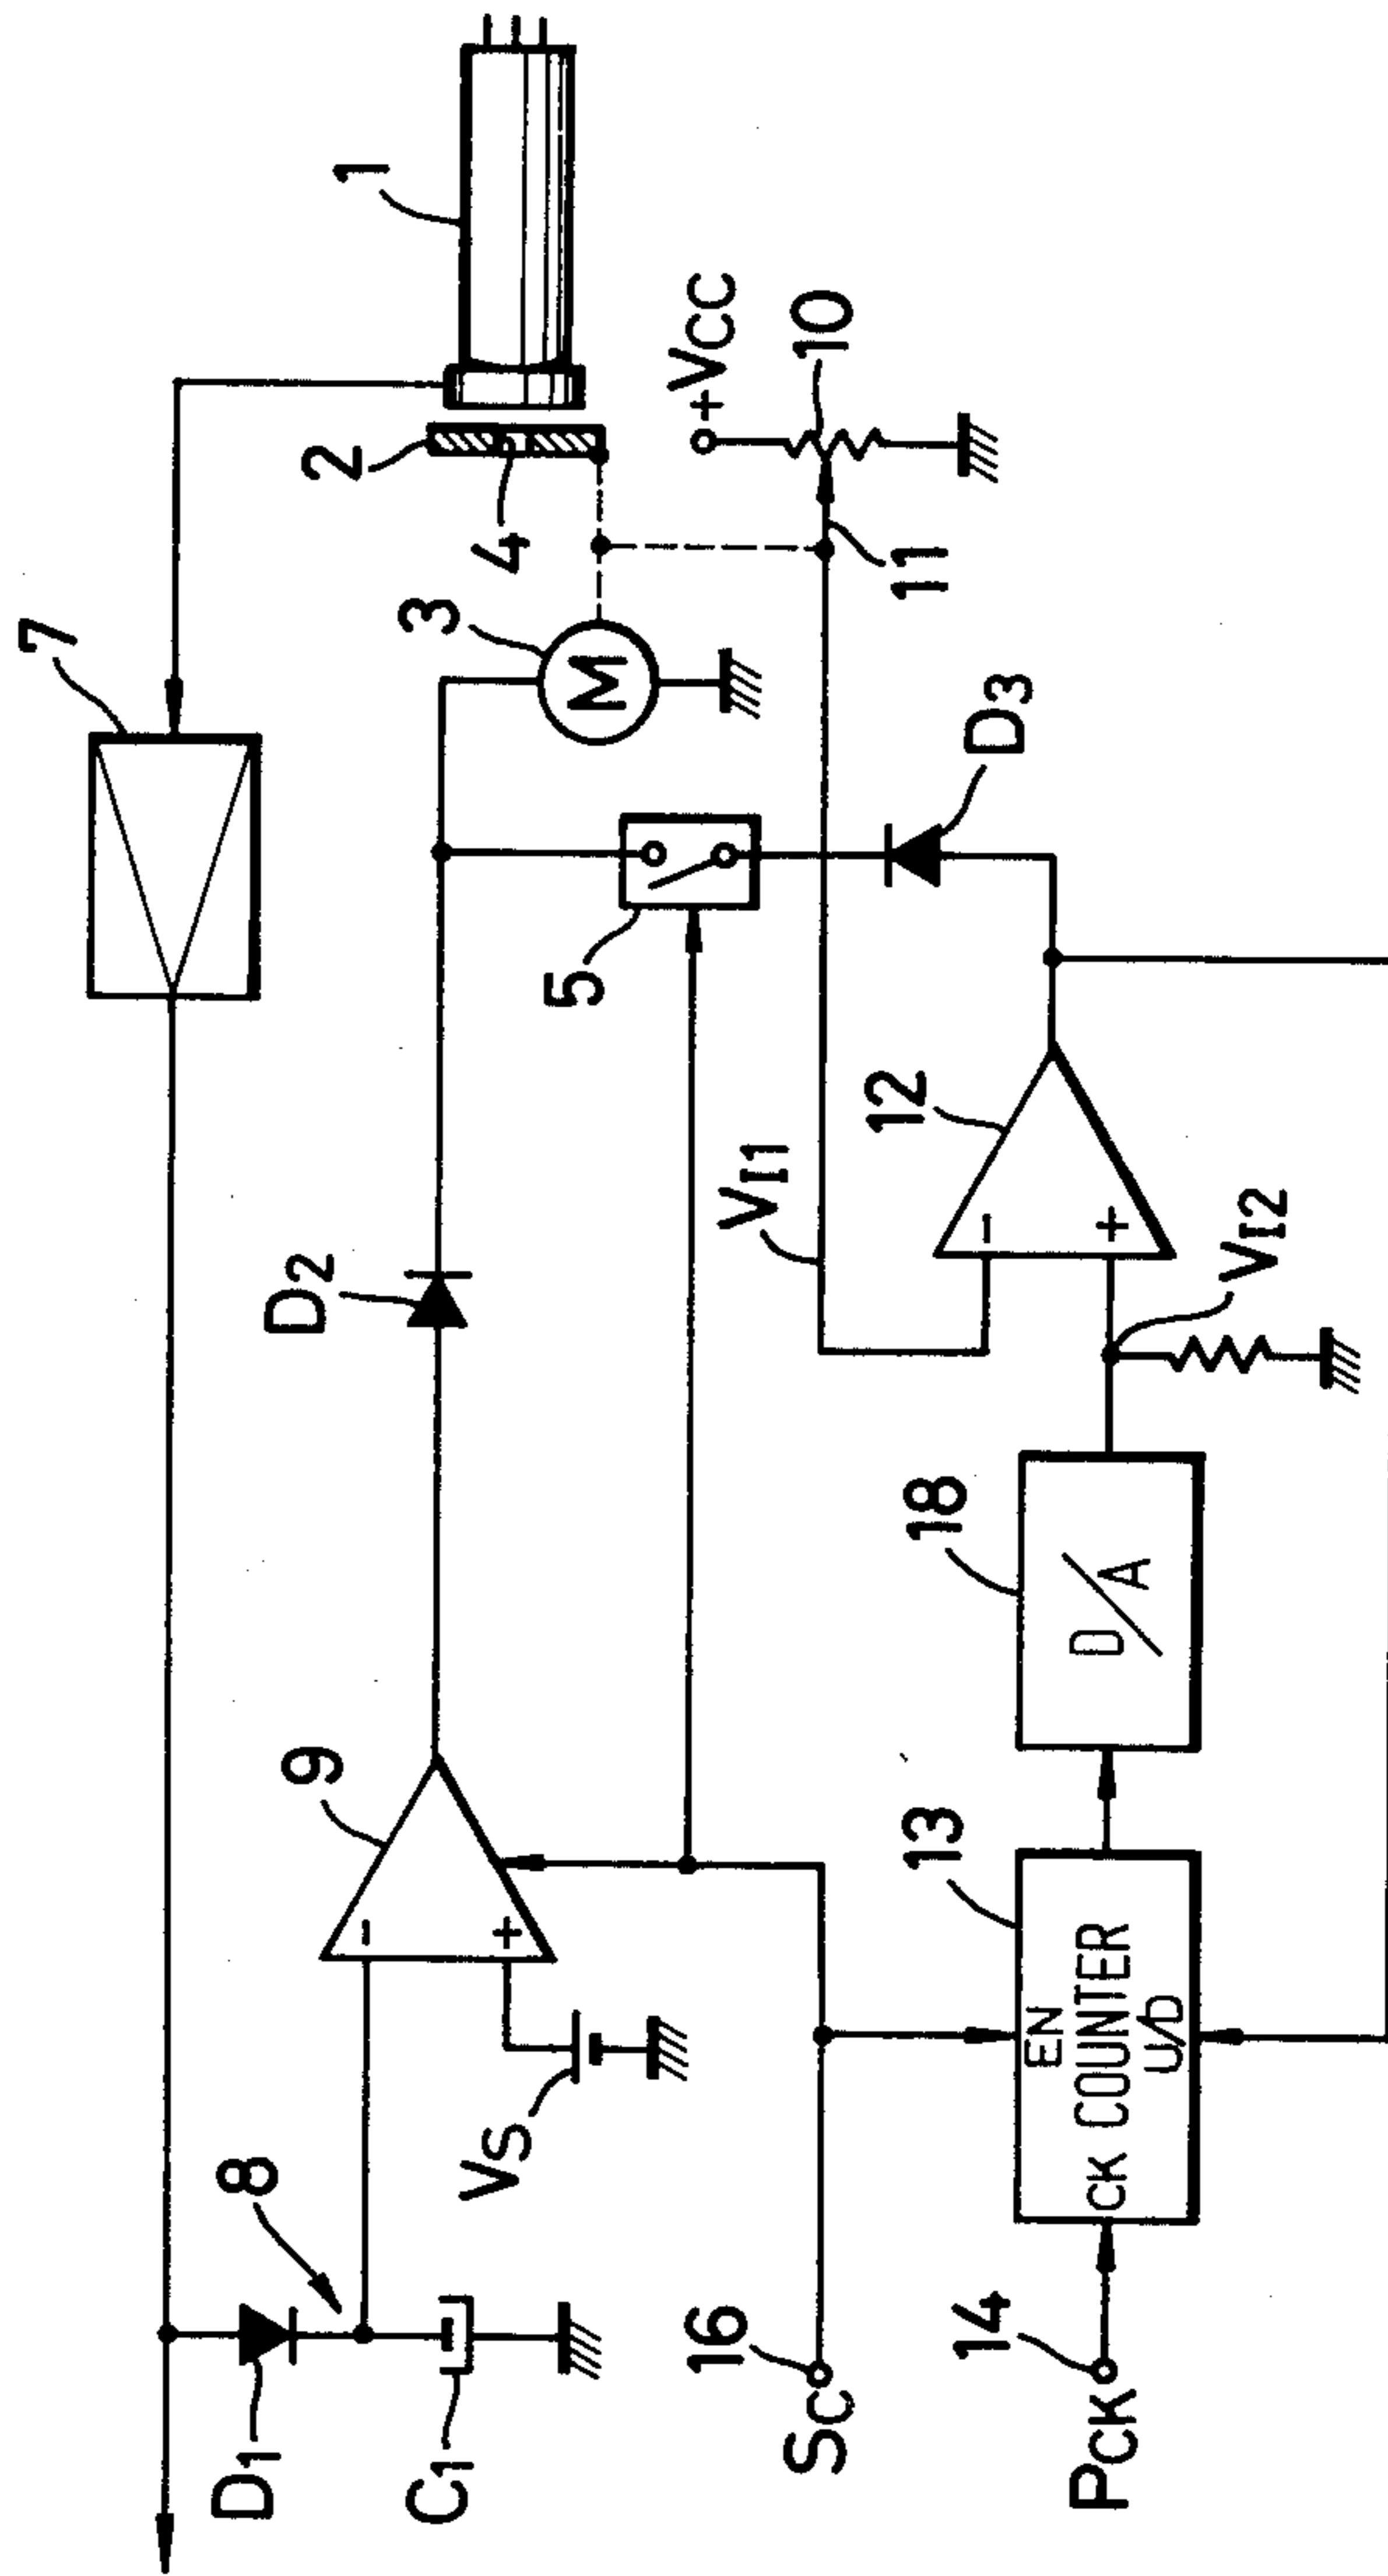 7
1
2
4
3
M
+VCC
10
11
D3
5
D2
12
VI1
-
+
VI2
9
-
+
VS
18
D/A
13
EN
CK COUNTER
U/D
8
D1
C1
16
SC
14
PCK